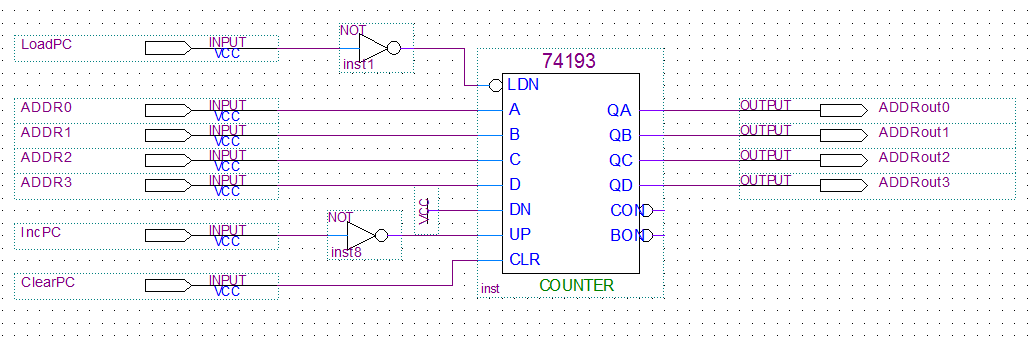 NOT
LoadPC INPUT
VCC
inst1
74193
LDN
ADDR0 INPUT A QA OUTPUT ADDRout0
VCC
ADDR1 INPUT B QB OUTPUT ADDRout1
VCC
ADDR2 INPUT C QC OUTPUT ADDRout2
VCC
ADDR3 INPUT D QD OUTPUT ADDRout3
VCC
VCC DN CON
NOT
IncPC INPUT UP BON
VCC
inst8
CLR
ClearPC INPUT
VCC
inst COUNTER